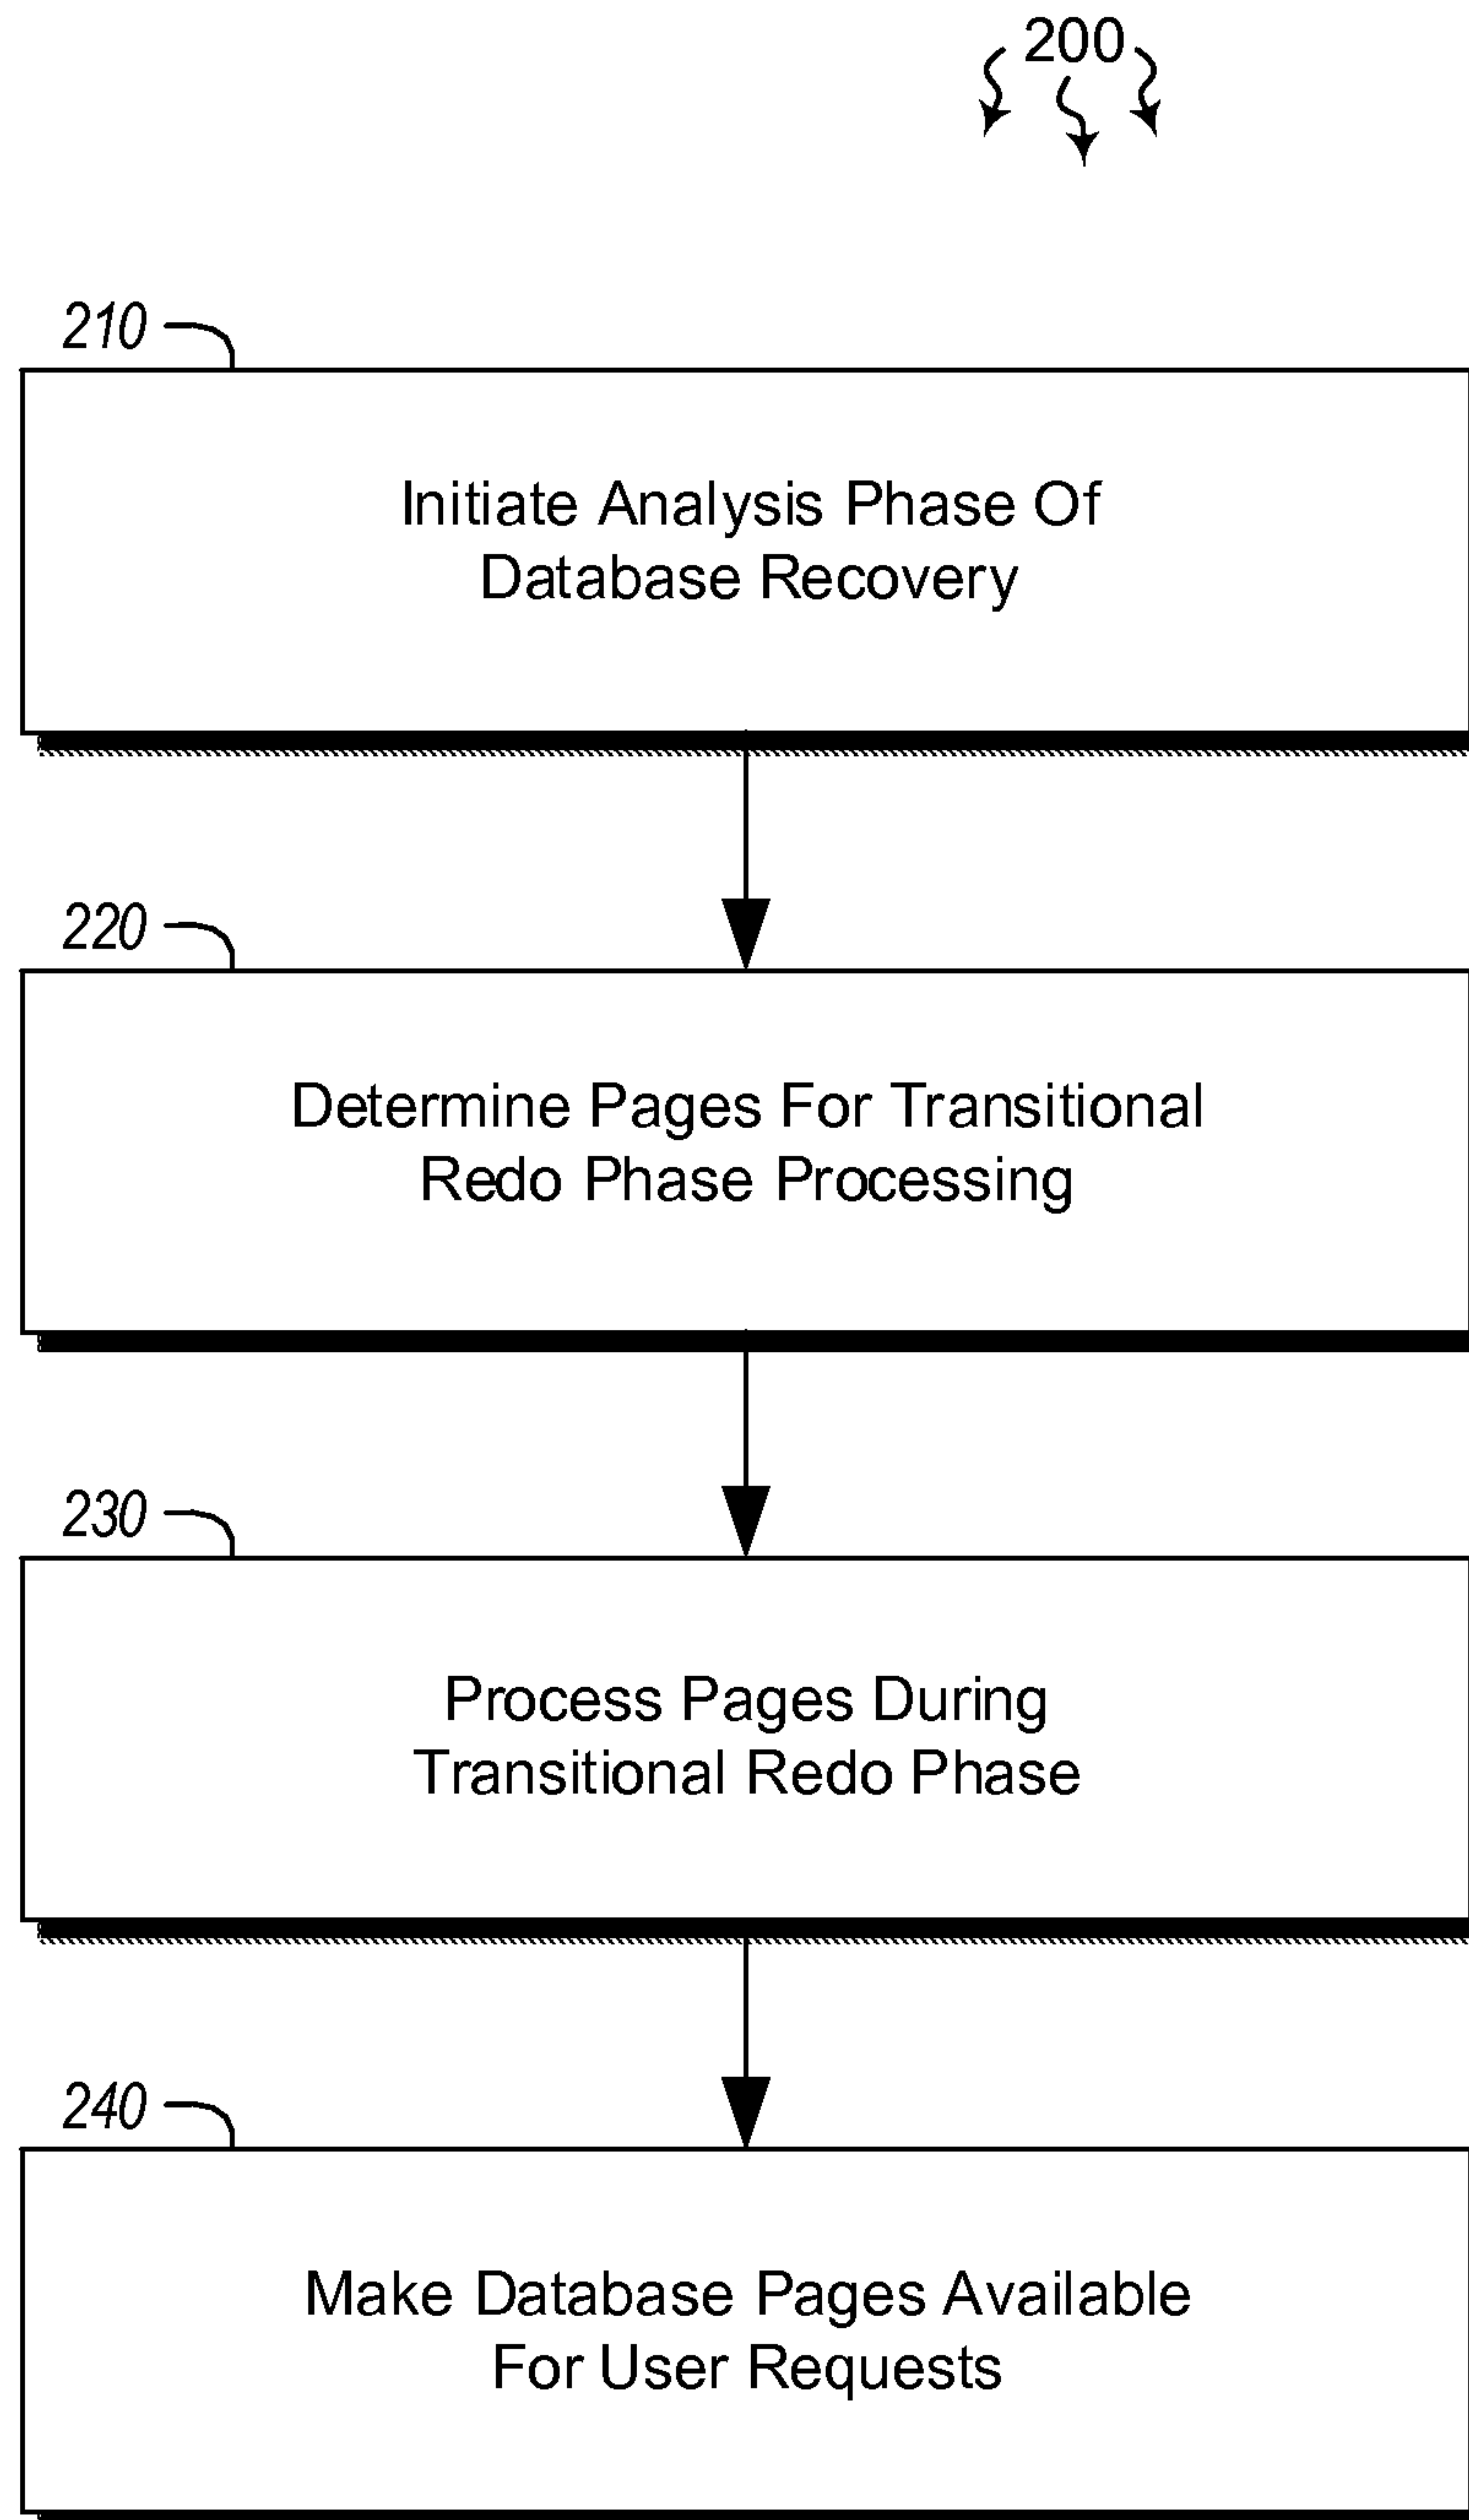 200
210
Initiate Analysis Phase Of
Database Recovery
220
Determine Pages For Transitional
Redo Phase Processing
230
Process Pages During
Transitional Redo Phase
240
Make Database Pages Available
For User Requests